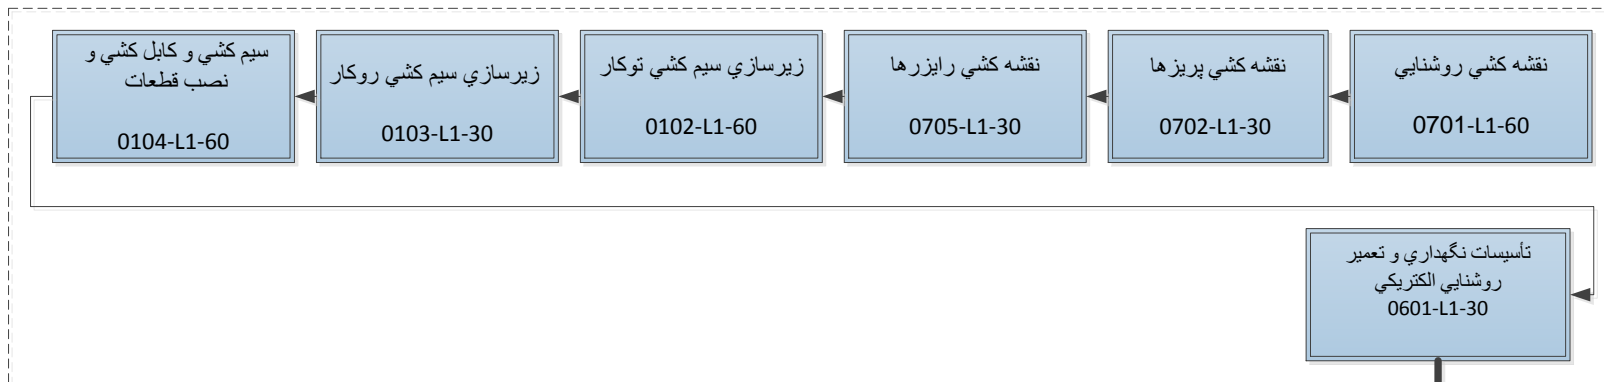 نقشه كشي روشنايي
0701-L1-60
نقشه كشي پريزها
0702-L1-30
نقشه كشي رايزرها
0705-L1-30
زيرسازي سيم كشي توكار
0102-L1-60
زيرسازي سيم كشي روكار
0103-L1-30
سيم كشي و كابل كشي و
نصب قطعات
0104-L1-60
تأسيسات نگهداري و تعمير
روشنايي الكتريكي
0601-L1-30